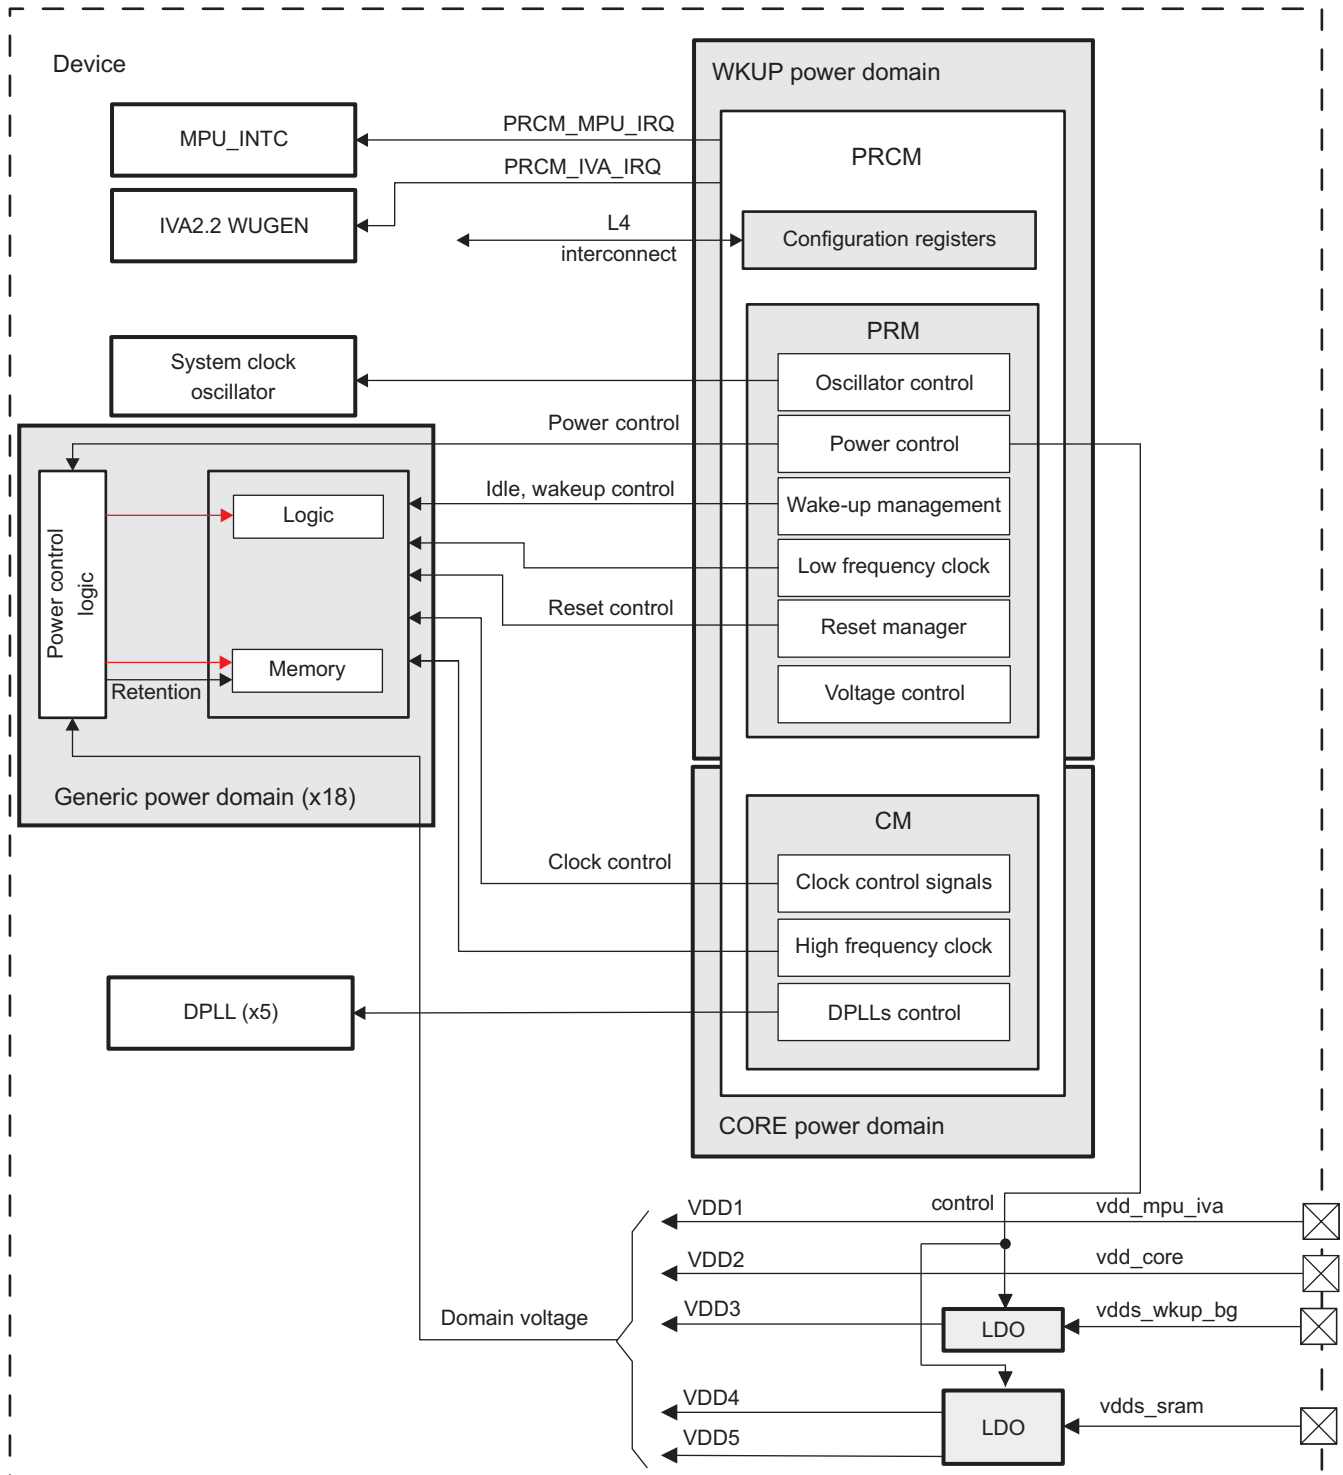 Device
WKUP power domain
MPU_INTC
PRCM_MPU_IRQ
PRCM
PRCM_IVA_IRQ
IVA2.2 WUGEN
L4
interconnect
Configuration registers
PRM
System clock
oscillator
Oscillator control
Power control
Power control
Idle, wakeup control
Wake-up management
Logic
Low frequency clock
Reset control
Reset manager
Power control
logic
Memory
Retention
Voltage control
Generic power domain (x18)
CM
Clock control
Clock control signals
High frequency clock
DPLL (x5)
DPLLs control
CORE power domain
VDD1
control
vdd_mpu_iva
VDD2
vdd_core
VDD3
Domain voltage
LDO
vdds_wkup_bg
VDD4
LDO
vdds_sram
VDD5